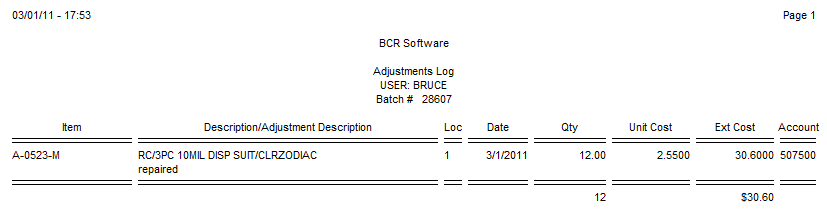 03/01/11 - 17:53 Page 1
BCR Software
Adjustments Log
USER: BRUCE
Batch # 28607
Item Description/Adjustment Description Loc Date Qty Unit Cost Ext Cost Account
A-0523-M RC/3PC 10MIL DISP SUIT/CLRZODIAC 1 3/1/2011 12.00 2.5500 30.6000 507500
repaired
12 $30.60